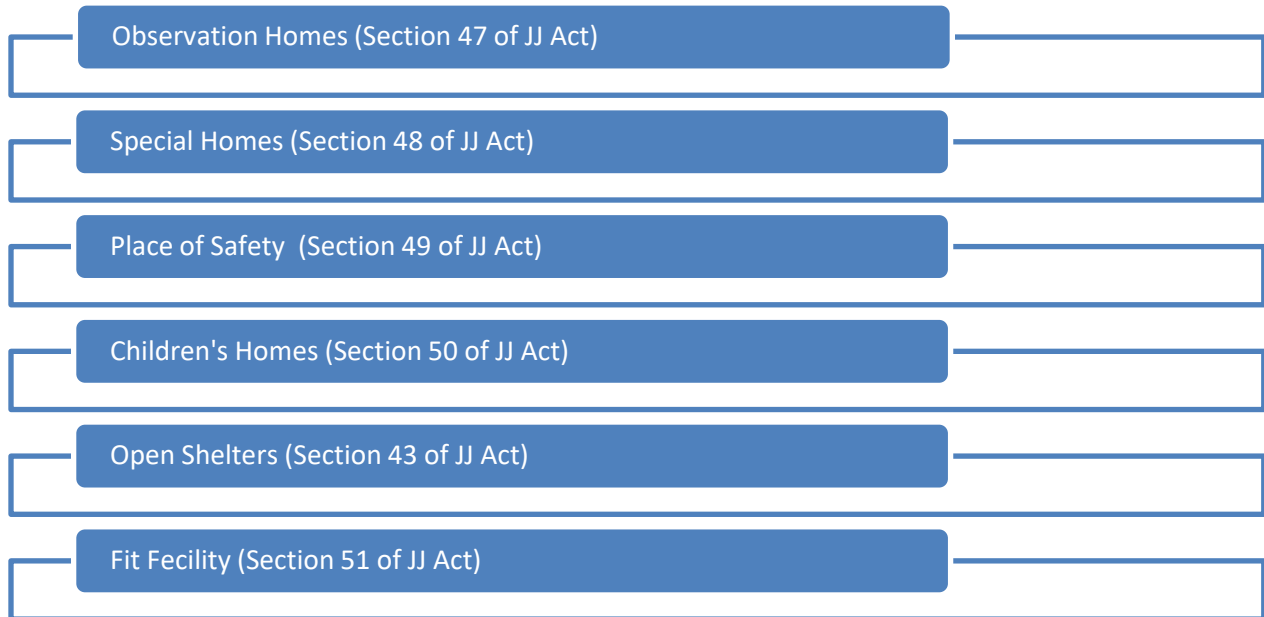 Observation Homes (Section 47 of JJ Act)
Special Homes (Section 48 of JJ Act)
Place of Safety  (Section 49 of JJ Act)
Children's Homes (Section 50 of JJ Act)
Open Shelters (Section 43 of JJ Act)
Fit Fecility (Section 51 of JJ Act)